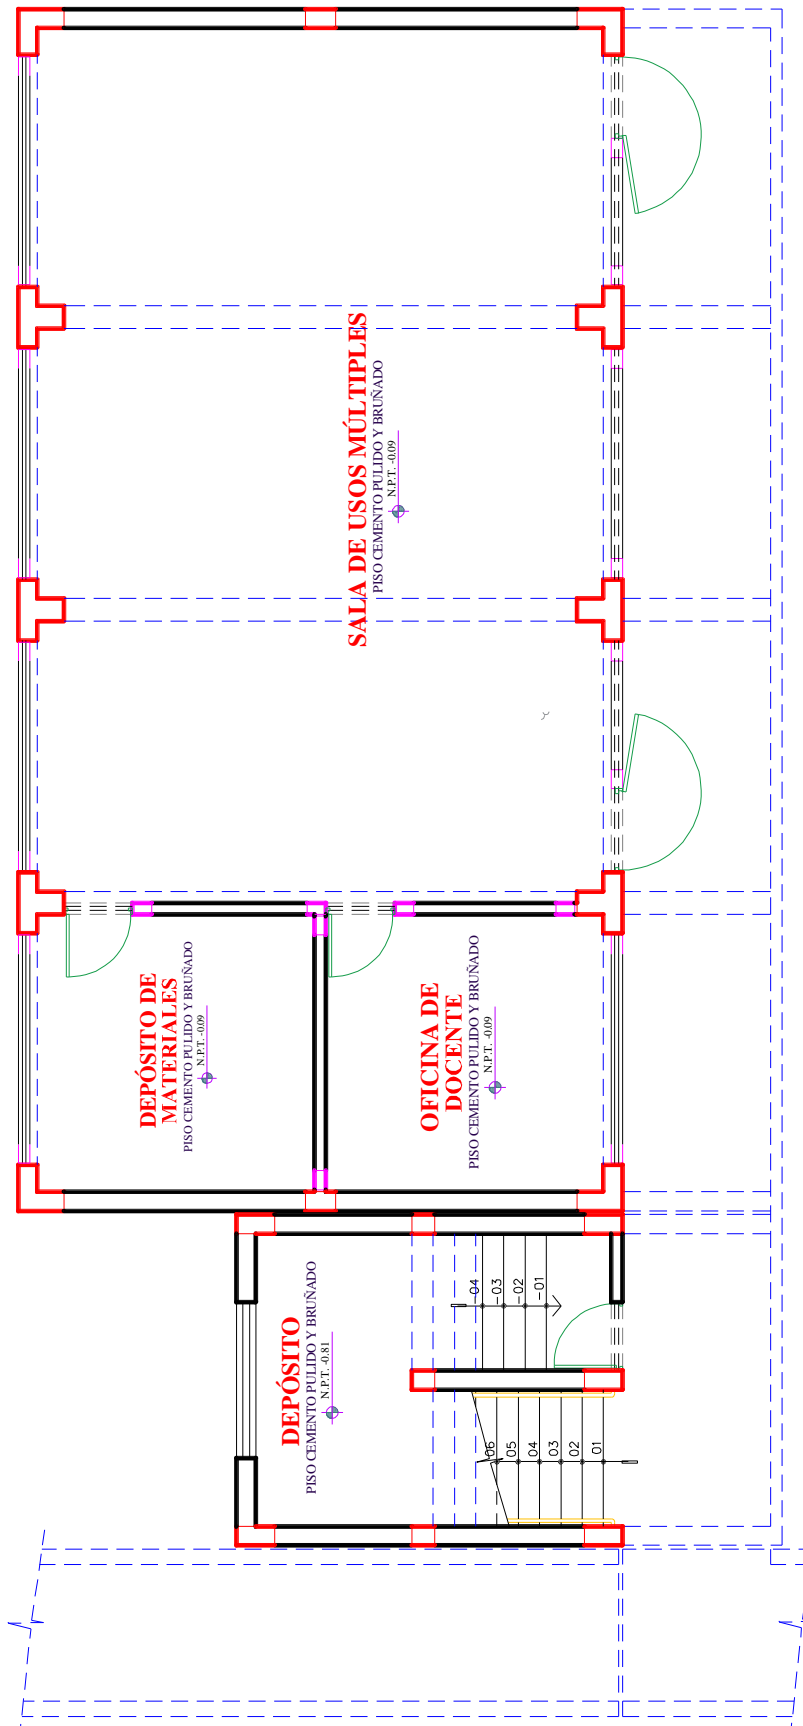 SALA DE USOS MÚLTIPLES
PISO CEMENTO PULIDO Y BRUÑADO
N.P.T. -0.09
DEPÓSITO DE
MATERIALES
PISO CEMENTO PULIDO Y BRUÑADO
N.P.T. -0.09
OFICINA DE
DOCENTE
PISO CEMENTO PULIDO Y BRUÑADO
N.P.T. -0.09
DEPÓSITO
PISO CEMENTO PULIDO Y BRUÑADO
N.P.T. -0.81
-04
-03
-02
-01
06
05
04
03
02
01